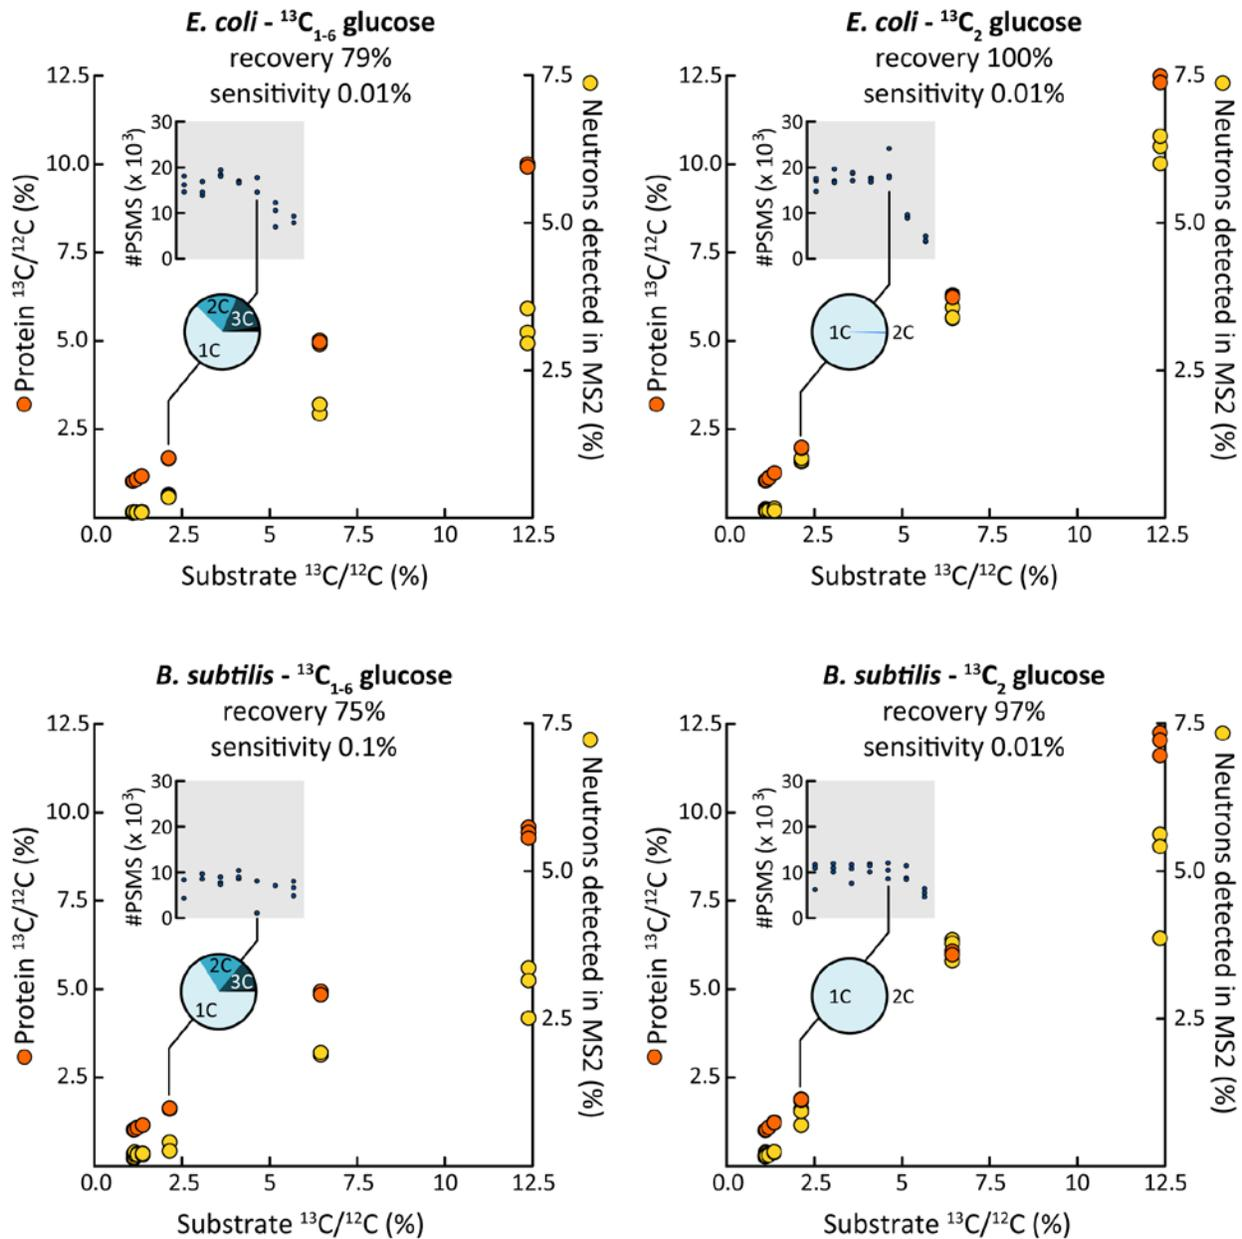 E. coli - ¹³C₁₋₆ glucose
recovery 79%
sensitivity 0.01%
12.5
10.0
7.5
5.0
2.5
Protein ¹³C/¹²C (%)
#PSMS (x 10³)
30
20
10
0
2C
3C
1C
7.5
5.0
2.5
Neutrons detected in MS2 (%)
0.0 2.5 5 7.5 10 12.5
Substrate ¹³C/¹²C (%)
E. coli - ¹³C₂ glucose
recovery 100%
sensitivity 0.01%
12.5
10.0
7.5
5.0
2.5
Protein ¹³C/¹²C (%)
#PSMS (x 10³)
30
20
10
0
1C 2C
7.5
5.0
2.5
Neutrons detected in MS2 (%)
0.0 2.5 5 7.5 10 12.5
Substrate ¹³C/¹²C (%)
B. subtilis - ¹³C₁₋₆ glucose
recovery 75%
sensitivity 0.1%
12.5
10.0
7.5
5.0
2.5
Protein ¹³C/¹²C (%)
#PSMS (x 10³)
30
20
10
0
2C
3C
1C
7.5
5.0
2.5
Neutrons detected in MS2 (%)
0.0 2.5 5 7.5 10 12.5
Substrate ¹³C/¹²C (%)
B. subtilis - ¹³C₂ glucose
recovery 97%
sensitivity 0.01%
12.5
10.0
7.5
5.0
2.5
Protein ¹³C/¹²C (%)
#PSMS (x 10³)
30
20
10
0
1C 2C
7.5
5.0
2.5
Neutrons detected in MS2 (%)
0.0 2.5 5 7.5 10 12.5
Substrate ¹³C/¹²C (%)